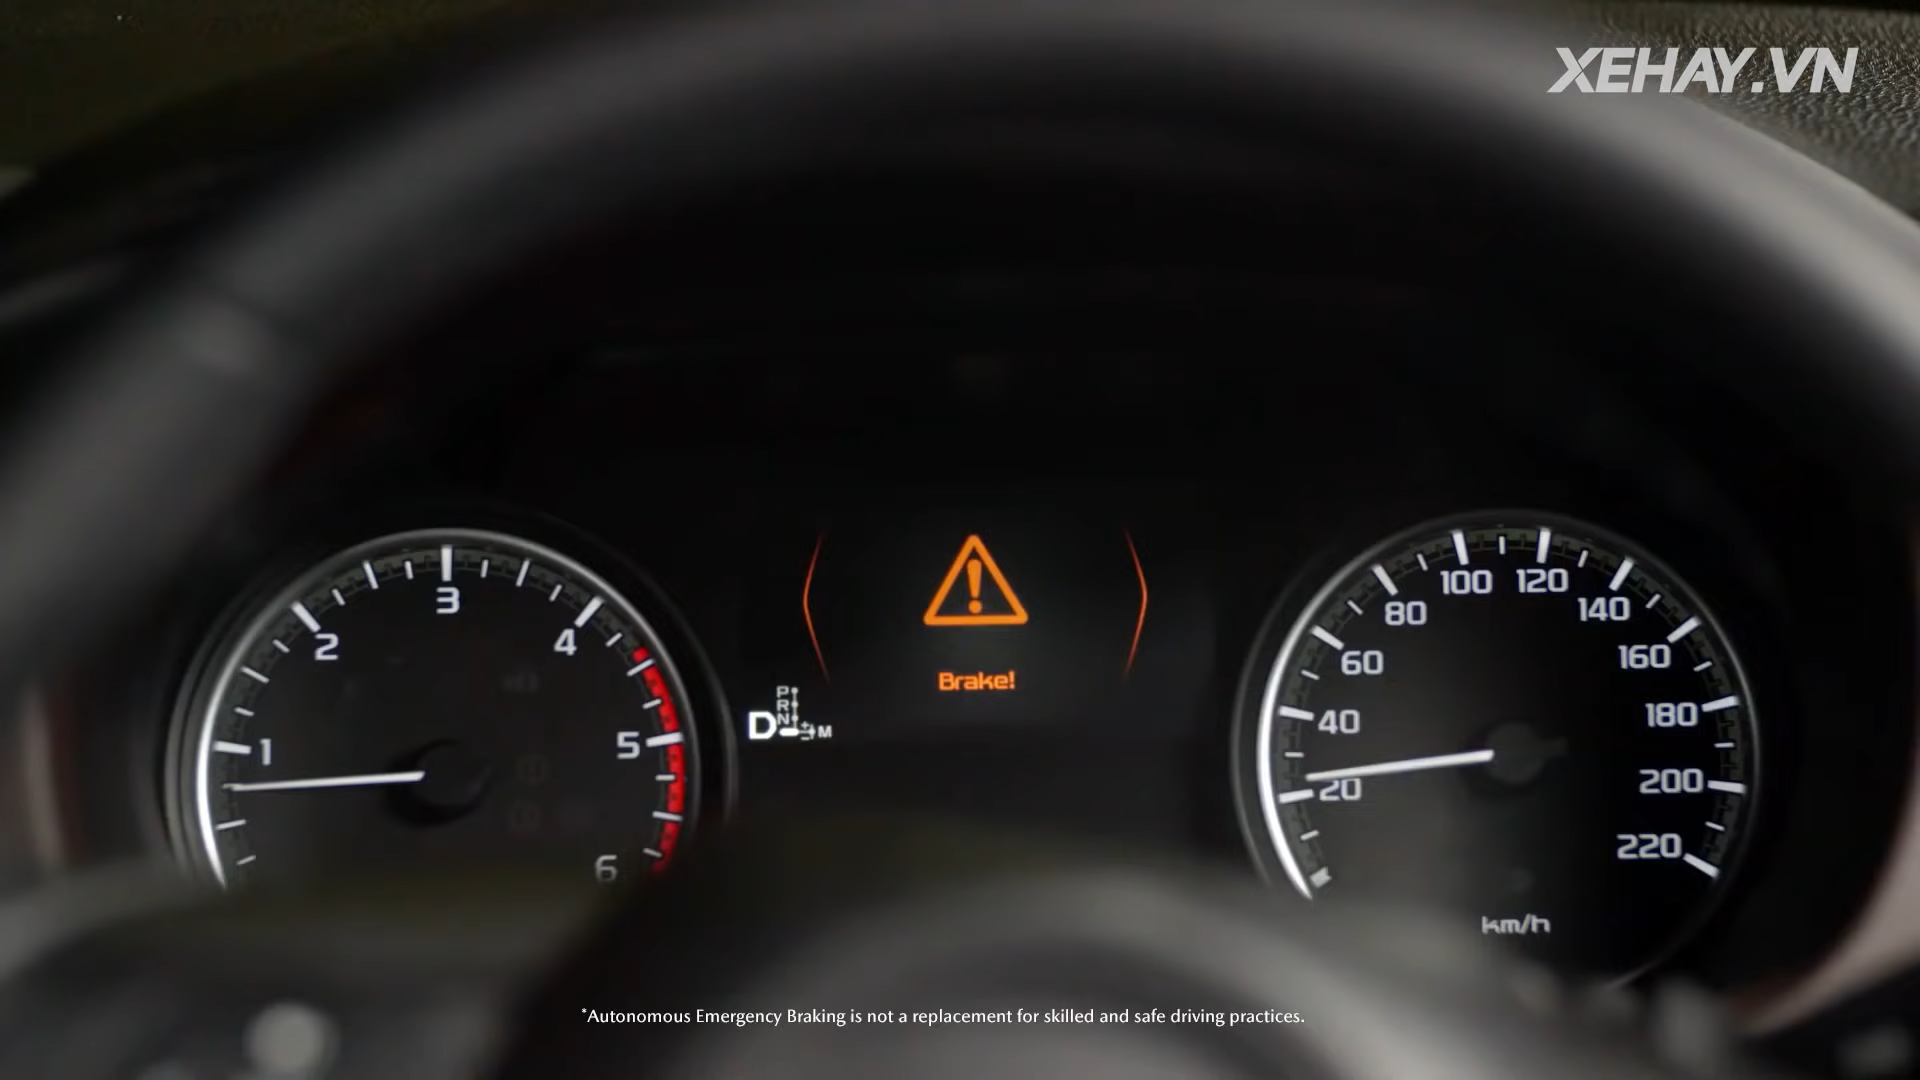 XEHAY.VN
1
2
3
4
5
6
P
R
N
D
+
-
M
Brake!
20
40
60
80
100
120
140
160
180
200
220
km/h
*Autonomous Emergency Braking is not a replacement for skilled and safe driving practices.